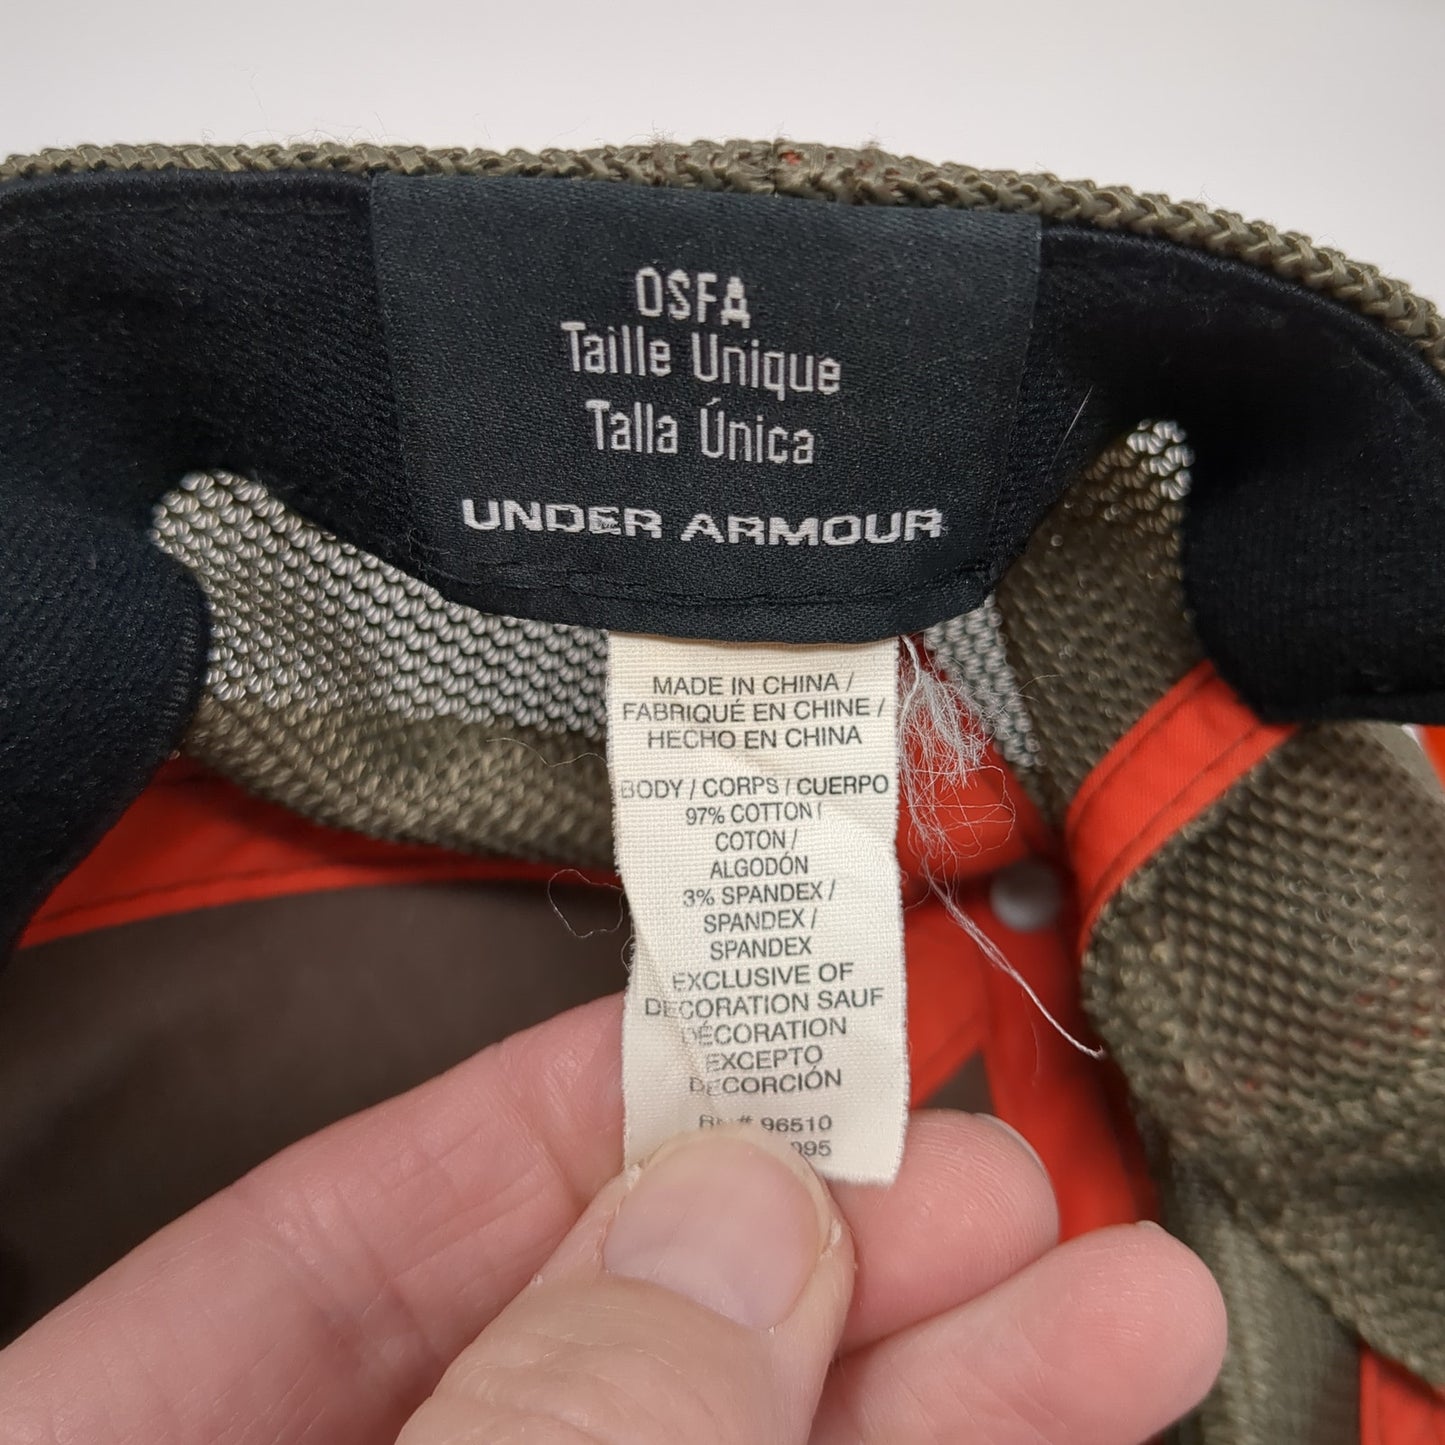 OSFA
Taille Unique
Talla Única
UNDER ARMOUR
MADE IN CHINA /
FABRIQUÉ EN CHINE /
HECHO EN CHINA
BODY / CORPS / CUERPO
97% COTTON /
COTON /
ALGODÓN
3% SPANDEX /
SPANDEX /
SPANDEX
EXCLUSIVE OF
DECORATION SAUF
DÉCORATION
EXCEPTO
DECORCIÓN
RN# 96510